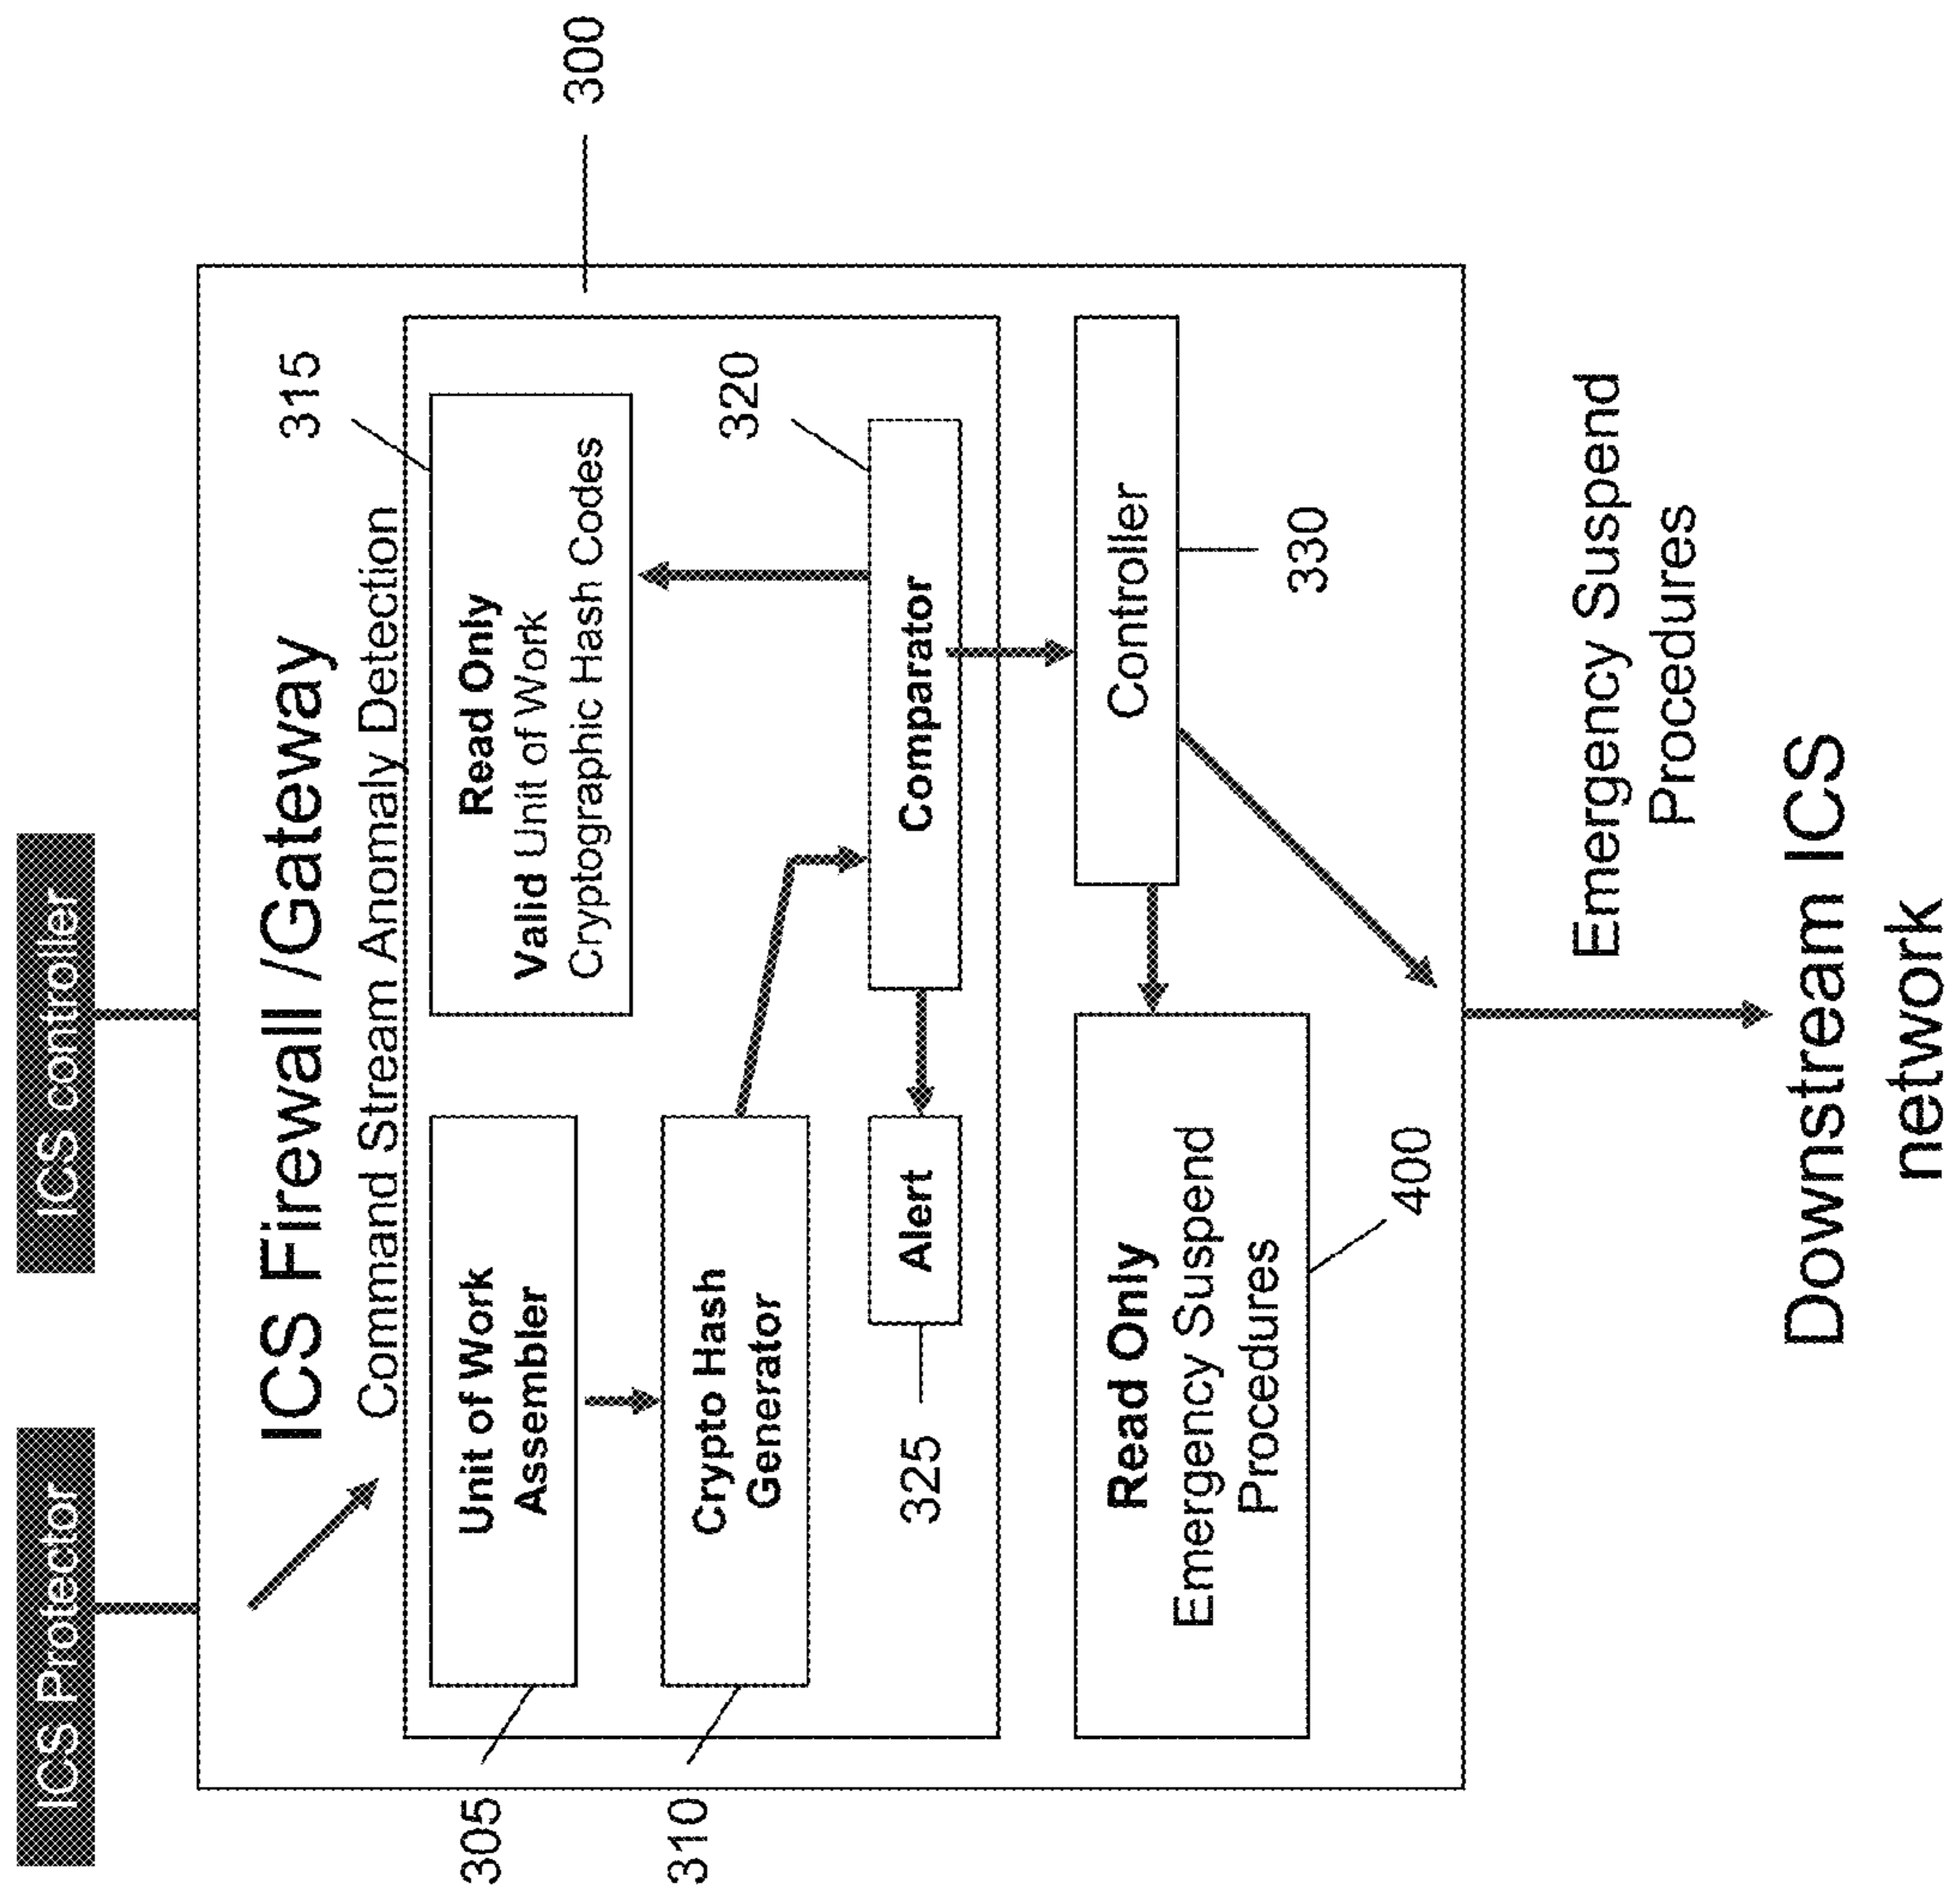 ICS Protector
ICS controller
ICS Firewall /Gateway
Command Stream Anomaly Detection
300
305
Unit of Work
Assembler
315
Read Only
Valid Unit of Work
Cryptographic Hash Codes
310
Crypto Hash
Generator
320
Comparator
Alert
325
Controller
330
Read Only
Emergency Suspend
Procedures
400
Emergency Suspend
Procedures
Downstream ICS
network